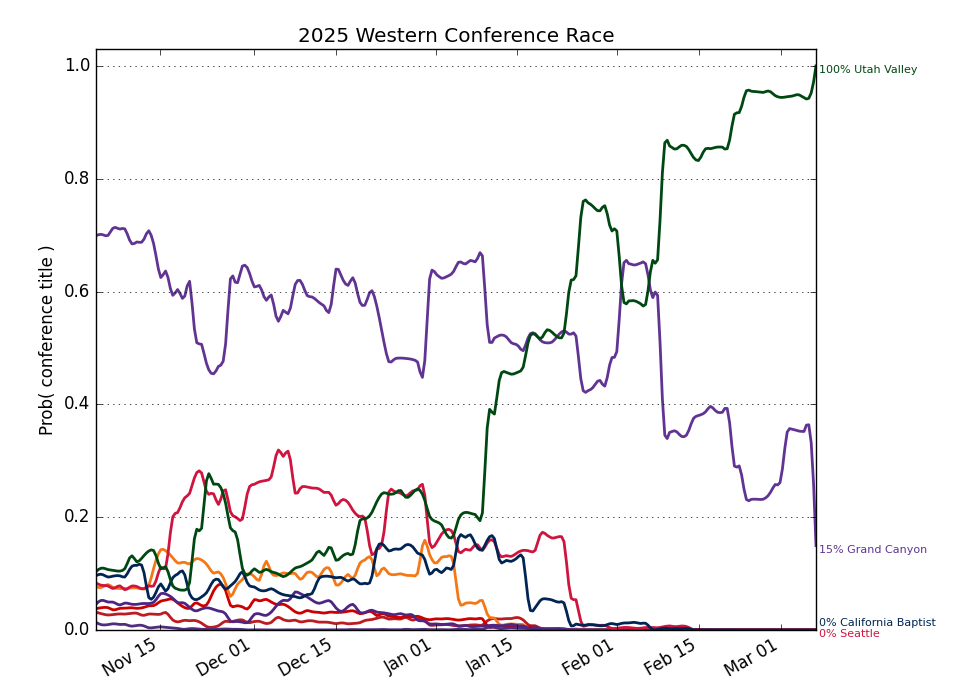 2025 Western Conference Race
Prob( conference title )
1.0
0.8
0.6
0.4
0.2
0.0
100% Utah Valley
15% Grand Canyon
0% California Baptist
0% Seattle
Nov 15
Dec 01
Dec 15
Jan 01
Jan 15
Feb 01
Feb 15
Mar 01